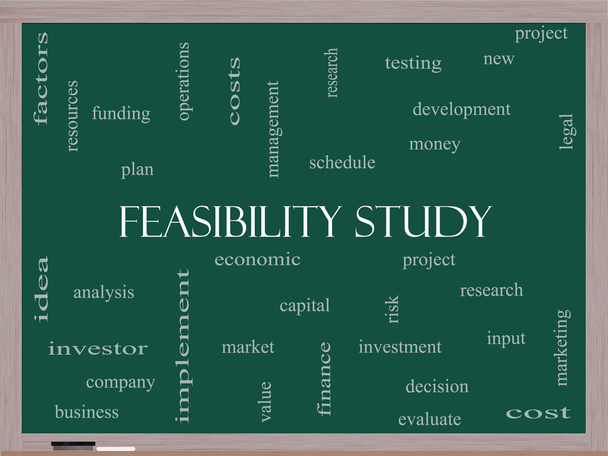 project
factors
operations
research
testing
new
costs
resources
funding
management
development
legal
money
schedule
plan
FEASIBILITY STUDY
economic
project
idea
analysis
implement
capital
risk
research
investor
market
finance
investment
input
marketing
company
value
decision
business
evaluate
cost